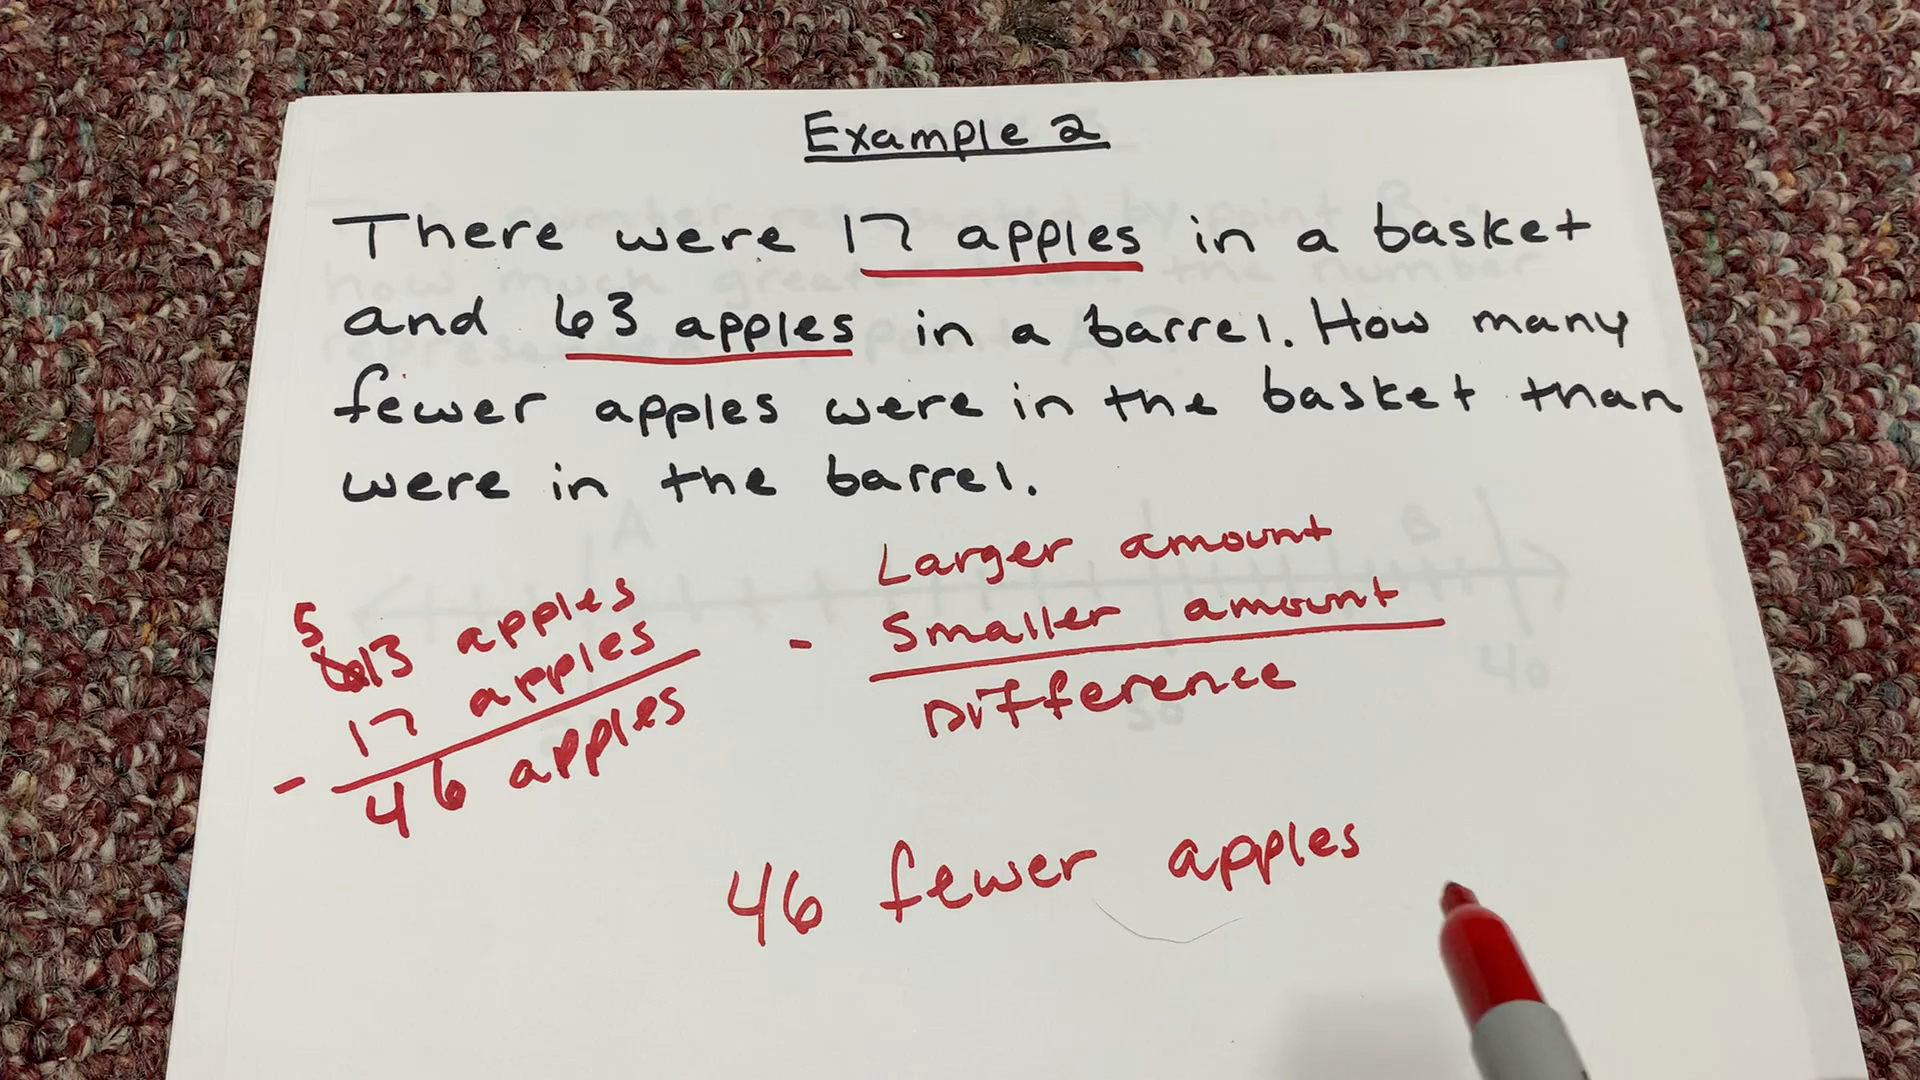 Example 2
There were 17 apples in a basket
and 63 apples in a barrel. How many
fewer apples were in the basket than
were in the barrel.
Larger amount
- Smaller amount
Difference
5
613 apples
17 apples
-
46 apples
46 fewer apples